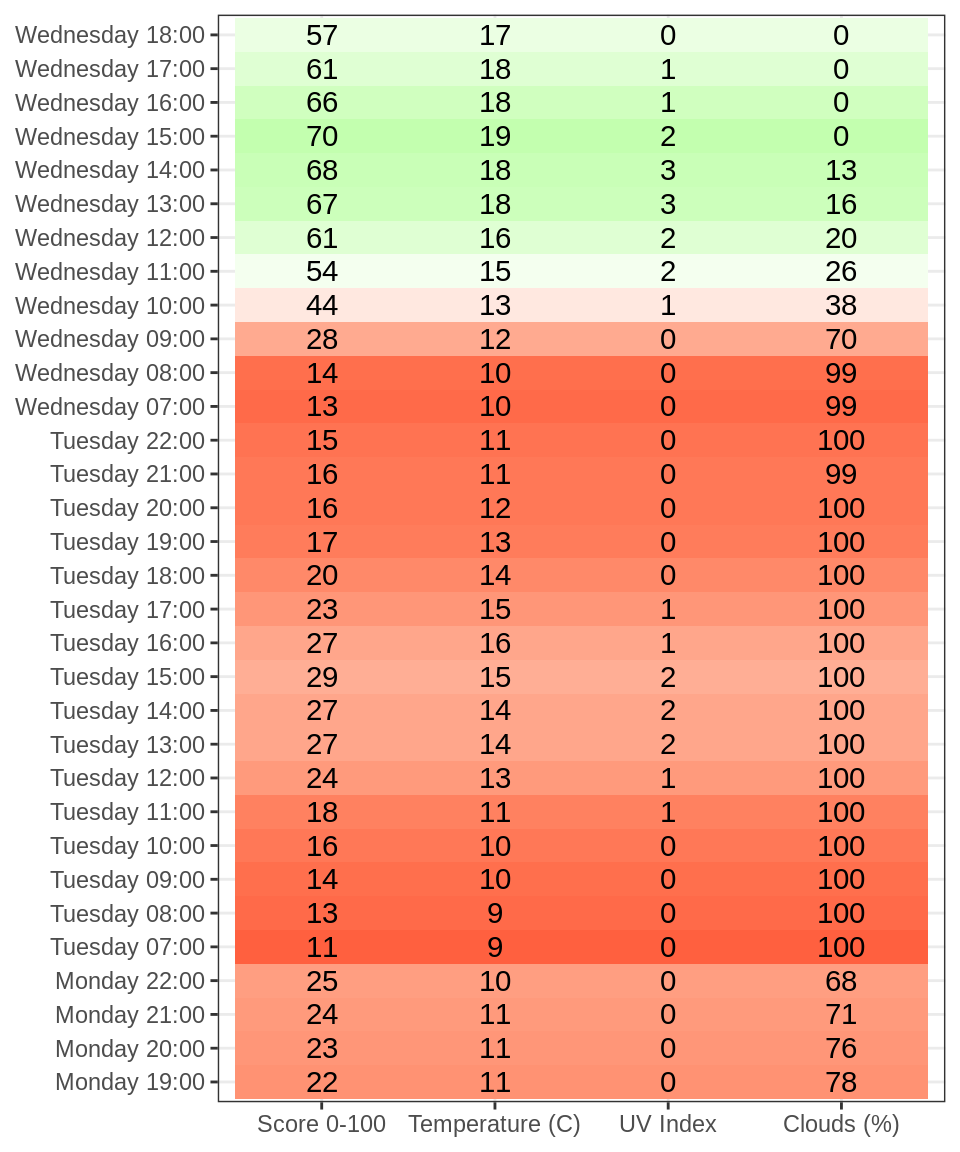 Wednesday 18:00 57 17 0 0
Wednesday 17:00 61 18 1 0
Wednesday 16:00 66 18 1 0
Wednesday 15:00 70 19 2 0
Wednesday 14:00 68 18 3 13
Wednesday 13:00 67 18 3 16
Wednesday 12:00 61 16 2 20
Wednesday 11:00 54 15 2 26
Wednesday 10:00 44 13 1 38
Wednesday 09:00 28 12 0 70
Wednesday 08:00 14 10 0 99
Wednesday 07:00 13 10 0 99
Tuesday 22:00 15 11 0 100
Tuesday 21:00 16 11 0 99
Tuesday 20:00 16 12 0 100
Tuesday 19:00 17 13 0 100
Tuesday 18:00 20 14 0 100
Tuesday 17:00 23 15 1 100
Tuesday 16:00 27 16 1 100
Tuesday 15:00 29 15 2 100
Tuesday 14:00 27 14 2 100
Tuesday 13:00 27 14 2 100
Tuesday 12:00 24 13 1 100
Tuesday 11:00 18 11 1 100
Tuesday 10:00 16 10 0 100
Tuesday 09:00 14 10 0 100
Tuesday 08:00 13 9 0 100
Tuesday 07:00 11 9 0 100
Monday 22:00 25 10 0 68
Monday 21:00 24 11 0 71
Monday 20:00 23 11 0 76
Monday 19:00 22 11 0 78
Score 0-100 Temperature (C) UV Index Clouds (%)